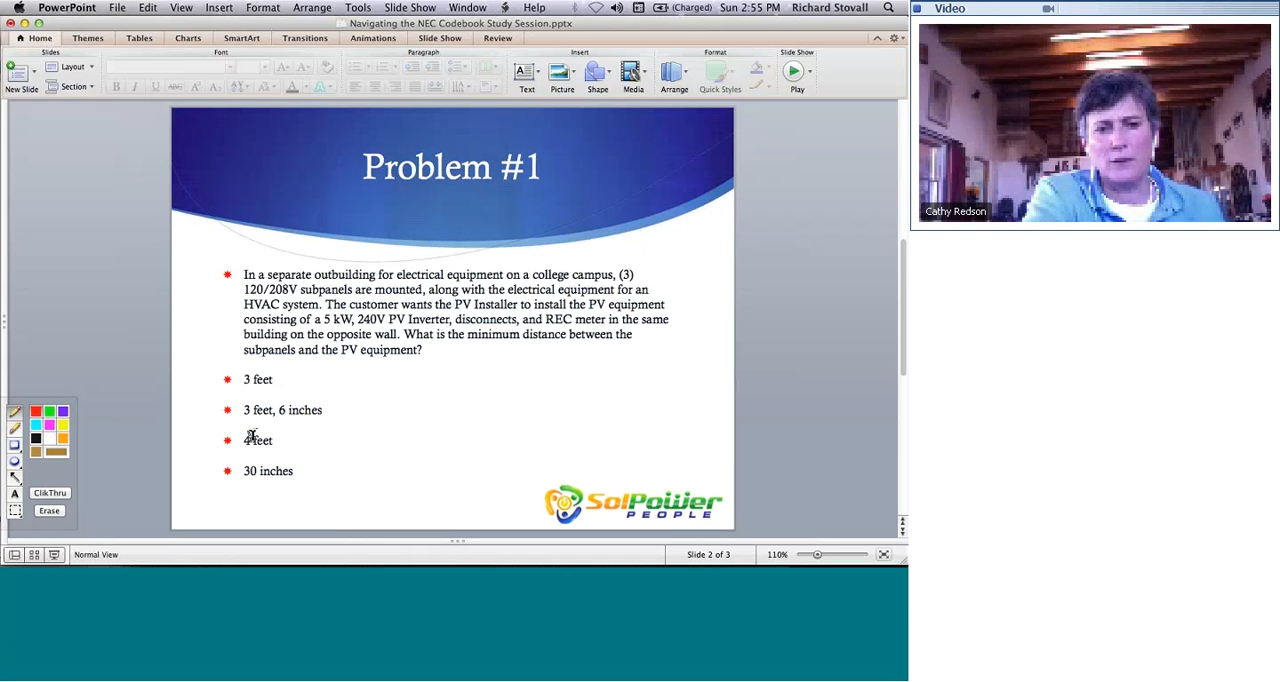 PowerPoint File Edit View Insert Format Arrange Tools Slide Show Window Help (Charged) Sun 2:55 PM Richard Stovall
Navigating the NEC Codebook Study Session.pptx
Home Themes Tables Charts SmartArt Transitions Animations Slide Show Review
Slides Font Paragraph Insert Format Slide Show
Layout
Section
New Slide
B I U ABC A A
Text Picture Shape Media Arrange Quick Styles Play
Problem #1
In a separate outbuilding for electrical equipment on a college campus, (3)
120/208V subpanels are mounted, along with the electrical equipment for an
HVAC system. The customer wants the PV Installer to install the PV equipment
consisting of a 5 kW, 240V PV Inverter, disconnects, and REC meter in the same
building on the opposite wall. What is the minimum distance between the
subpanels and the PV equipment?
3 feet
3 feet, 6 inches
4 feet
30 inches
SolPower
PEOPLE
A
ClikThru
Erase
Normal View Slide 2 of 3 110%
Video
Cathy Redson